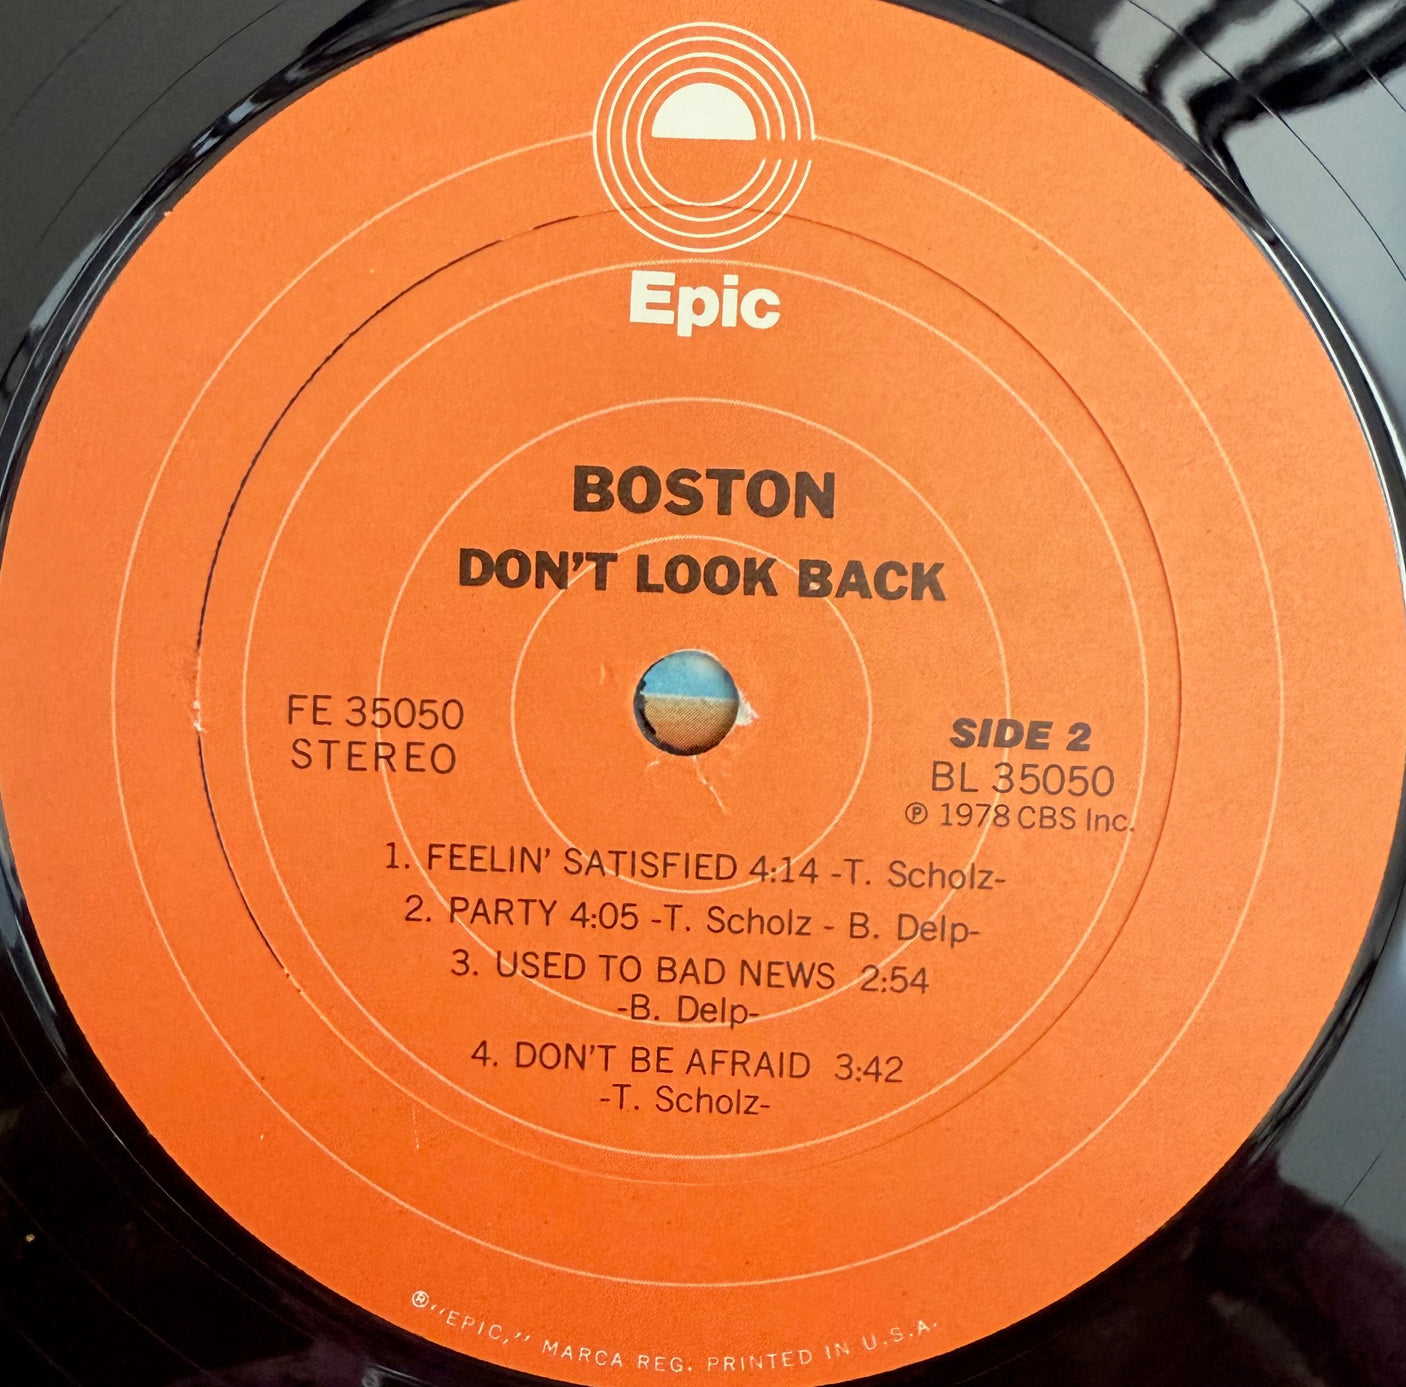 Epic
BOSTON
DON'T LOOK BACK
FE 35050
STEREO
SIDE 2
BL 35050
℗ 1978 CBS Inc.
1. FEELIN' SATISFIED 4:14 -T. Scholz-
2. PARTY 4:05 -T. Scholz - B. Delp-
3. USED TO BAD NEWS 2:54
-B. Delp-
4. DON'T BE AFRAID 3:42
-T. Scholz-
® "EPIC," MARCA REG. PRINTED IN U.S.A.